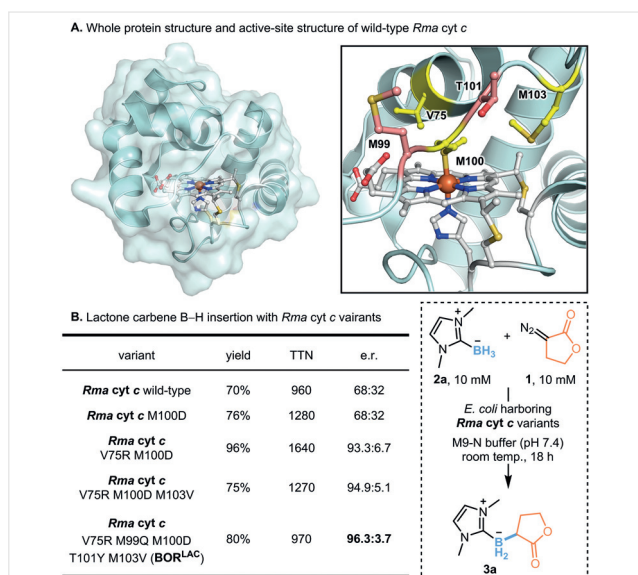 A. Whole protein structure and active-site structure of wild-type Rma cyt c
T101
M103
V75
M99
M100
B. Lactone carbene B–H insertion with Rma cyt c vairants
variant yield TTN e.r.
Rma cyt c wild-type 70% 960 68:32
Rma cyt c M100D 76% 1280 68:32
Rma cyt c
V75R M100D 96% 1640 93.3:6.7
Rma cyt c
V75R M100D M103V 75% 1270 94.9:5.1
Rma cyt c
V75R M99Q M100D 80% 970 96.3:3.7
T101Y M103V (BORLAC)
N + N BH3 − + N2 O O
2a, 10 mM 1, 10 mM
E. coli harboring
Rma cyt c variants
M9-N buffer (pH 7.4)
room temp., 18 h
N + N B − H2 O O
3a